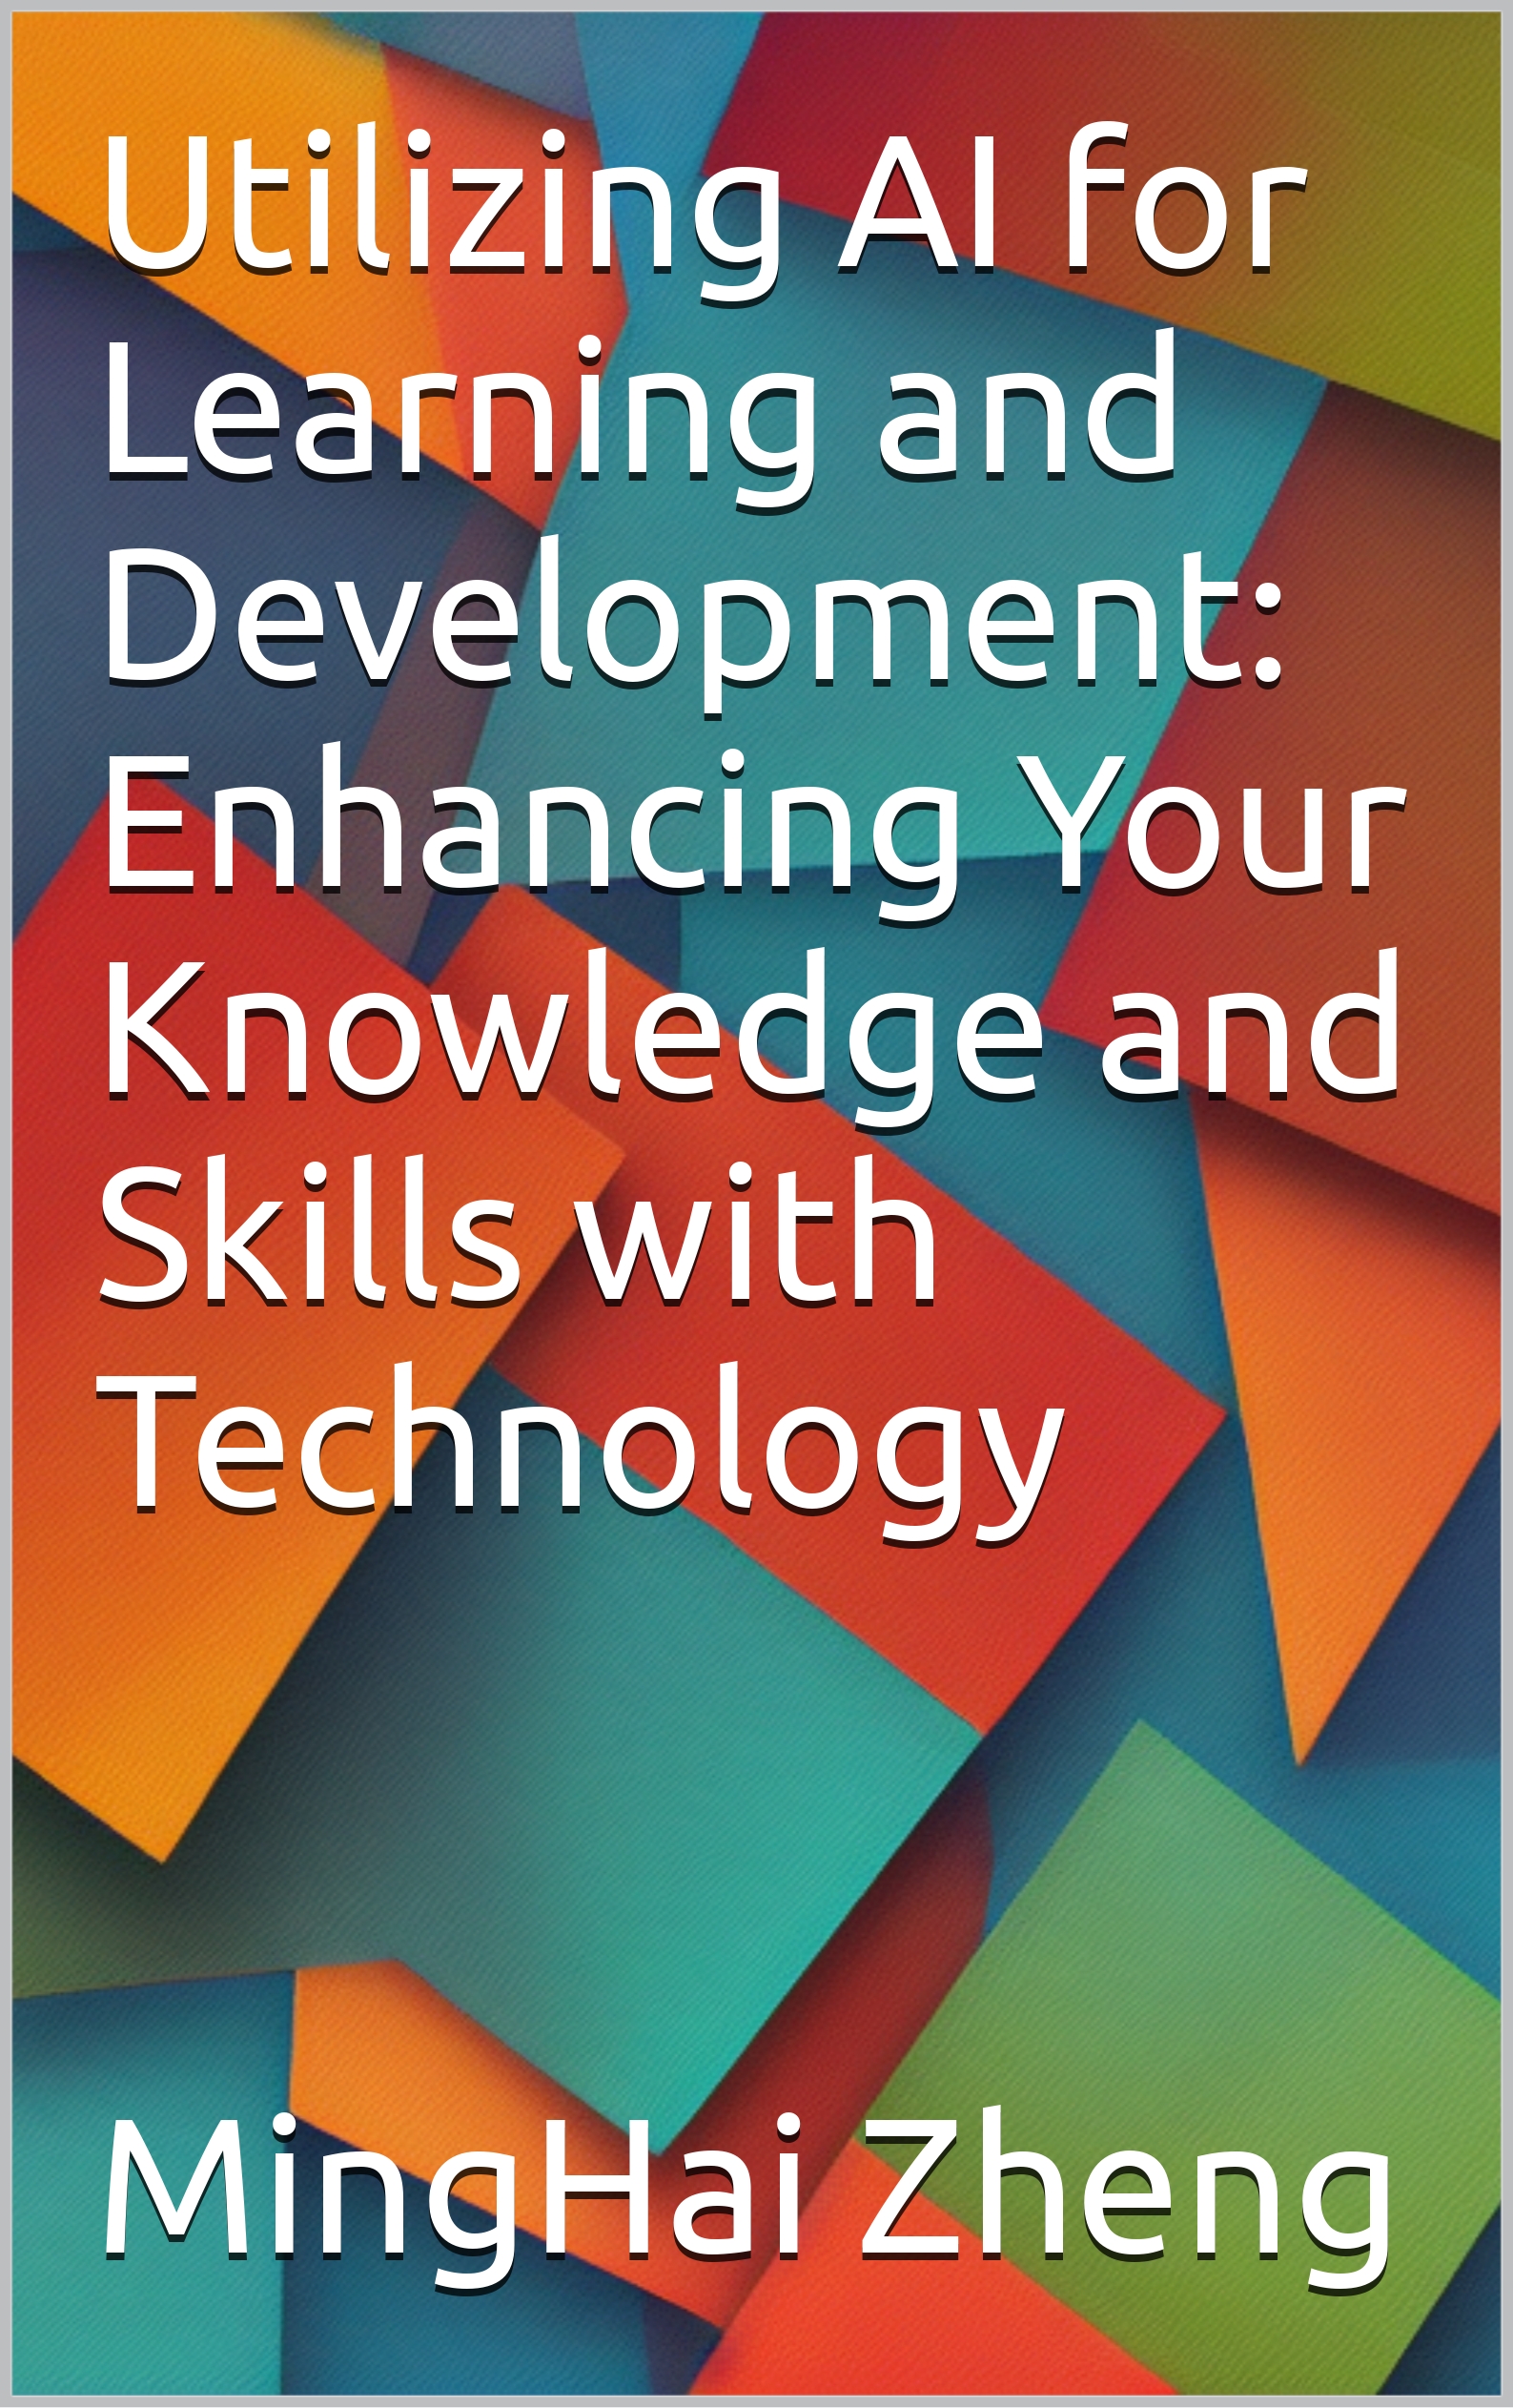 Utilizing AI for
Learning and
Development:
Enhancing Your
Knowledge and
Skills with
Technology
MingHai Zheng